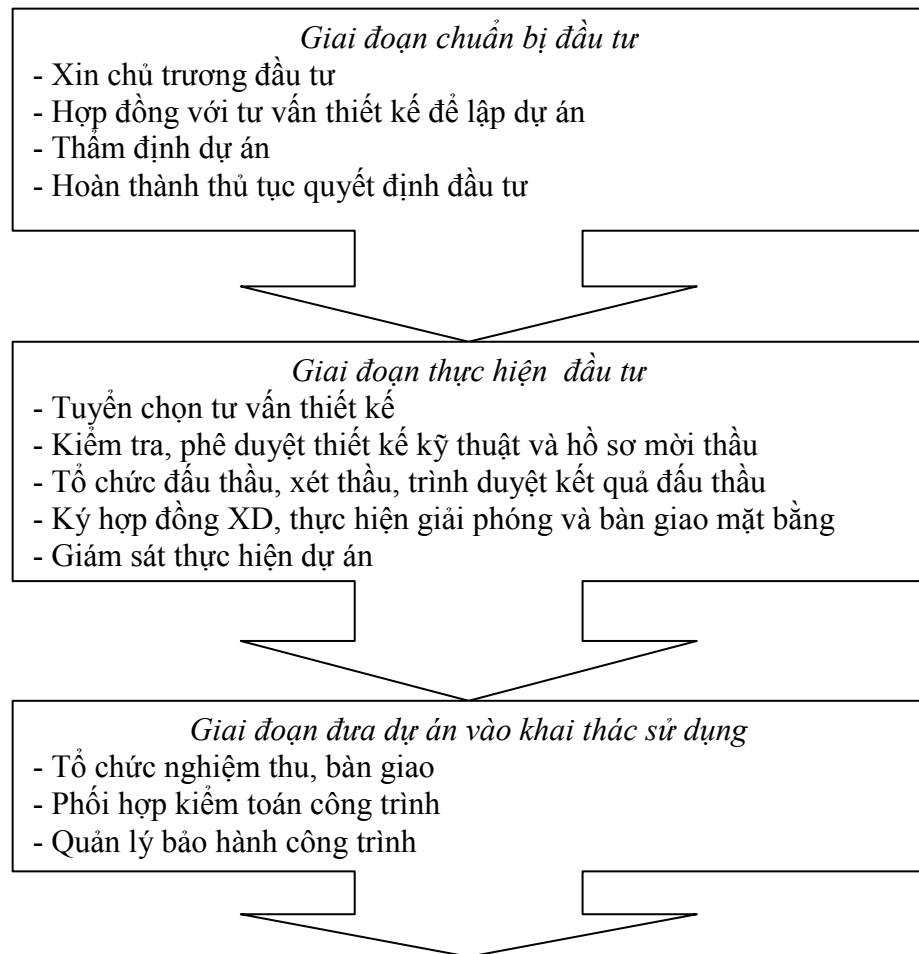 Giai đoạn chuẩn bị đầu tư
- Xin chủ trương đầu tư
- Hợp đồng với tư vấn thiết kế để lập dự án
- Thẩm định dự án
- Hoàn thành thủ tục quyết định đầu tư
Giai đoạn thực hiện đầu tư
- Tuyển chọn tư vấn thiết kế
- Kiểm tra, phê duyệt thiết kế kỹ thuật và hồ sơ mời thầu
- Tổ chức đấu thầu, xét thầu, trình duyệt kết quả đấu thầu
- Ký hợp đồng XD, thực hiện giải phóng và bàn giao mặt bằng
- Giám sát thực hiện dự án
Giai đoạn đưa dự án vào khai thác sử dụng
- Tổ chức nghiệm thu, bàn giao
- Phối hợp kiểm toán công trình
- Quản lý bảo hành công trình